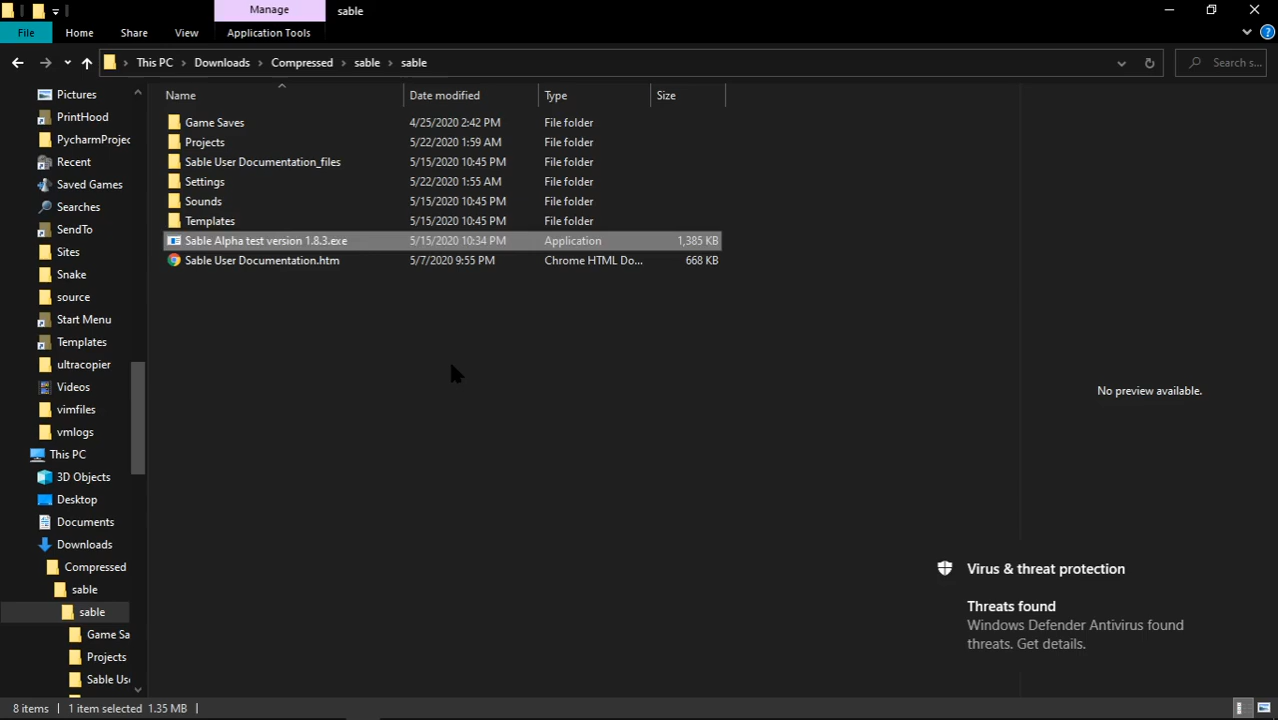 Manage
sable
File
Home
Share
View
Application Tools
This PC
Downloads
Compressed
sable
sable
Search s...
Pictures
PrintHood
PycharmProjec
Recent
Saved Games
Searches
SendTo
Sites
Snake
source
Start Menu
Templates
ultracopier
Videos
vimfiles
vmlogs
This PC
3D Objects
Desktop
Documents
Downloads
Compressed
sable
sable
Game Sa
Projects
Sable Use
Name Date modified Type Size
Game Saves 4/25/2020 2:42 PM File folder
Projects 5/22/2020 1:59 AM File folder
Sable User Documentation_files 5/15/2020 10:45 PM File folder
Settings 5/22/2020 1:55 AM File folder
Sounds 5/15/2020 10:45 PM File folder
Templates 5/15/2020 10:45 PM File folder
Sable Alpha test version 1.8.3.exe 5/15/2020 10:34 PM Application 1,385 KB
Sable User Documentation.htm 5/7/2020 9:55 PM Chrome HTML Do... 668 KB
No preview available.
Virus & threat protection
Threats found
Windows Defender Antivirus found
threats. Get details.
8 items
1 item selected 1.35 MB